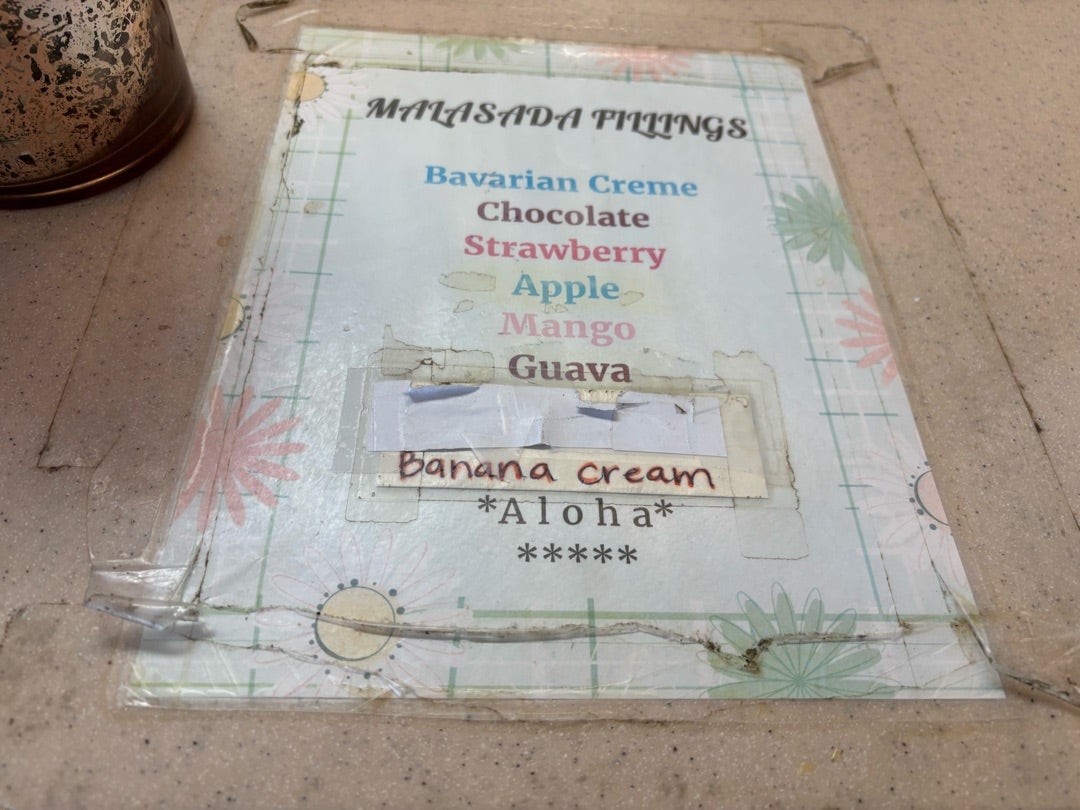 MALASADA FILLINGS
Bavarian Creme
Chocolate
Strawberry
Apple
Mango
Guava
Banana cream
*Aloha*
*****